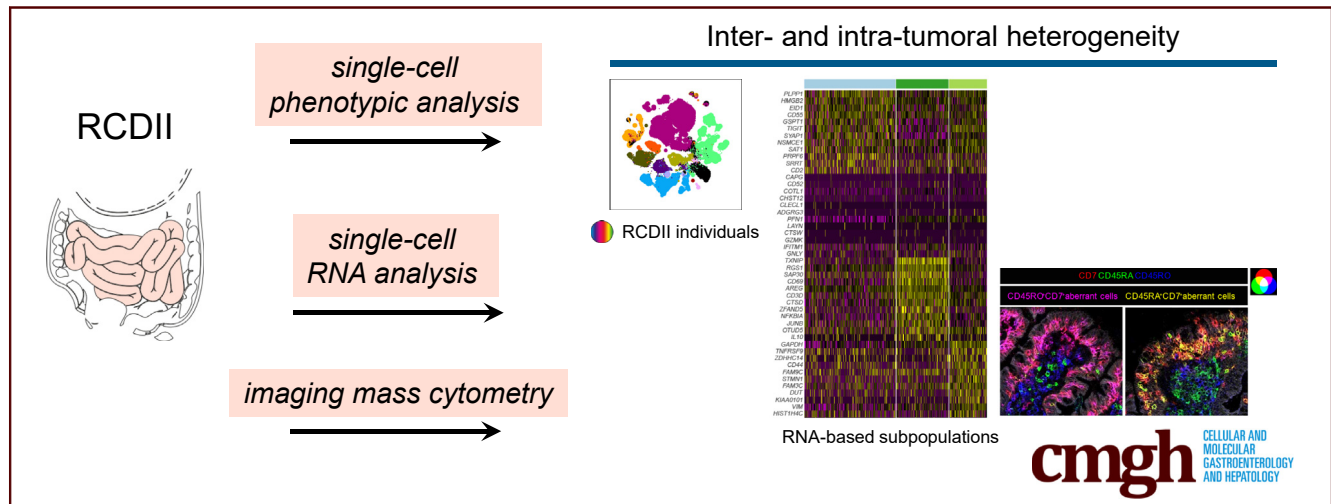 Inter- and intra-tumoral heterogeneity
single-cell
phenotypic analysis
RCDII
single-cell
RNA analysis
imaging mass cytometry
RCDII individuals
PLPP1
HMGB2
EID1
CD55
GSPT1
TIGIT
SYAP1
NSMCE1
SAT1
PRPF6
SRRT
CD2
CAPG
CD52
COTL1
CHST12
CLECL1
ADGRG3
PFN1
LAYN
CTSW
GZMK
IFITM1
GNLY
TXNIP
RGS1
SAP30
CD69
AREG
CD3D
CTSD
ZFAND5
NFKBIA
JUNB
OTUD5
IL10
GAPDH
TNFRSF9
ZDHHC14
CD44
FAM9C
STMN1
FAM3C
DUT
KIAA0101
VIM
HIST1H4C
RNA-based subpopulations
CD7 CD45RA CD45RO
CD45RO⁺CD7⁺aberrant cells CD45RA⁺CD7⁺aberrant cells
cmgh
CELLULAR AND
MOLECULAR
GASTROENTEROLOGY
AND HEPATOLOGY